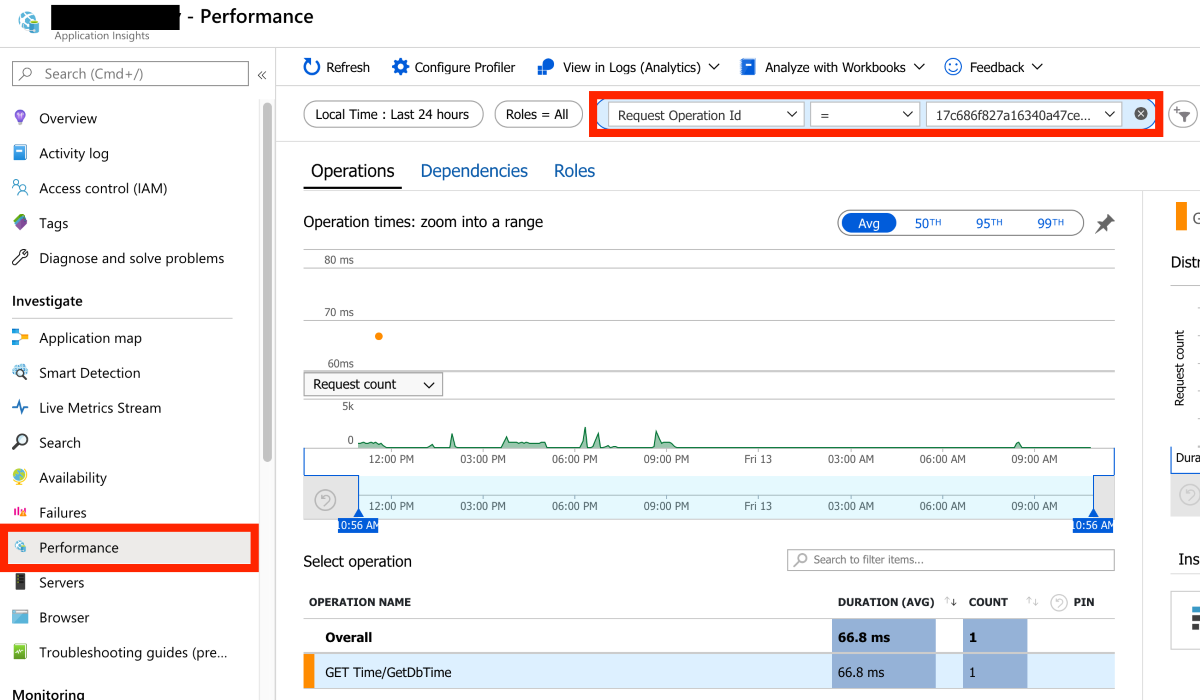 - Performance
Application Insights
Search (Cmd+/)
«
Refresh
Configure Profiler
View in Logs (Analytics)
Analyze with Workbooks
Feedback
Overview
Activity log
Access control (IAM)
Tags
Diagnose and solve problems
Investigate
Application map
Smart Detection
Live Metrics Stream
Search
Availability
Failures
Performance
Servers
Browser
Troubleshooting guides (pre...
Monitoring
Local Time : Last 24 hours
Roles = All
Request Operation Id
=
17c686f827a16340a47ce...
Operations
Dependencies
Roles
Operation times: zoom into a range
Avg
50TH
95TH
99TH
80 ms
70 ms
60ms
Request count
5k
0
12:00 PM 03:00 PM 06:00 PM 09:00 PM Fri 13 03:00 AM 06:00 AM 09:00 AM
12:00 PM 03:00 PM 06:00 PM 09:00 PM Fri 13 03:00 AM 06:00 AM 09:00 AM
10:56 AM 10:56 AM
Select operation
Search to filter items...
OPERATION NAME DURATION (AVG) COUNT PIN
Overall 66.8 ms 1
GET Time/GetDbTime 66.8 ms 1
G
Distr
Request count
Dura
Ins